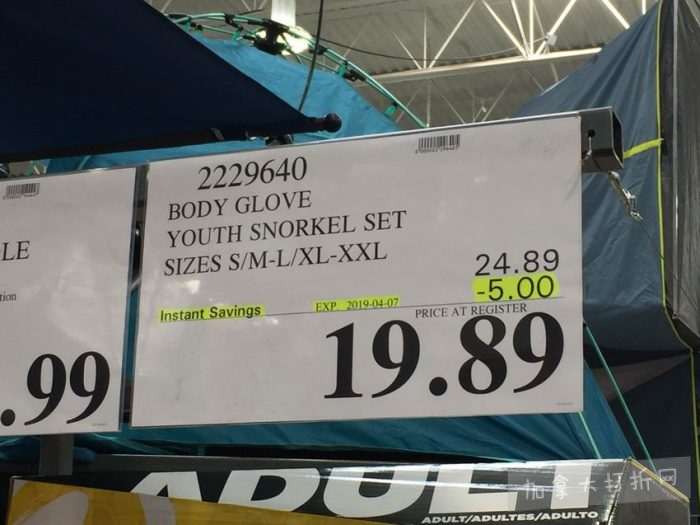 2229640
BODY GLOVE
YOUTH SNORKEL SET
SIZES S/M-L/XL-XXL
24.89
-5.00
Instant Savings
EXP. 2019-04-07
PRICE AT REGISTER
19.89
LE
tion
.99
ADULT
ADULT/ADULTES/ADULTO
加拿大打折网